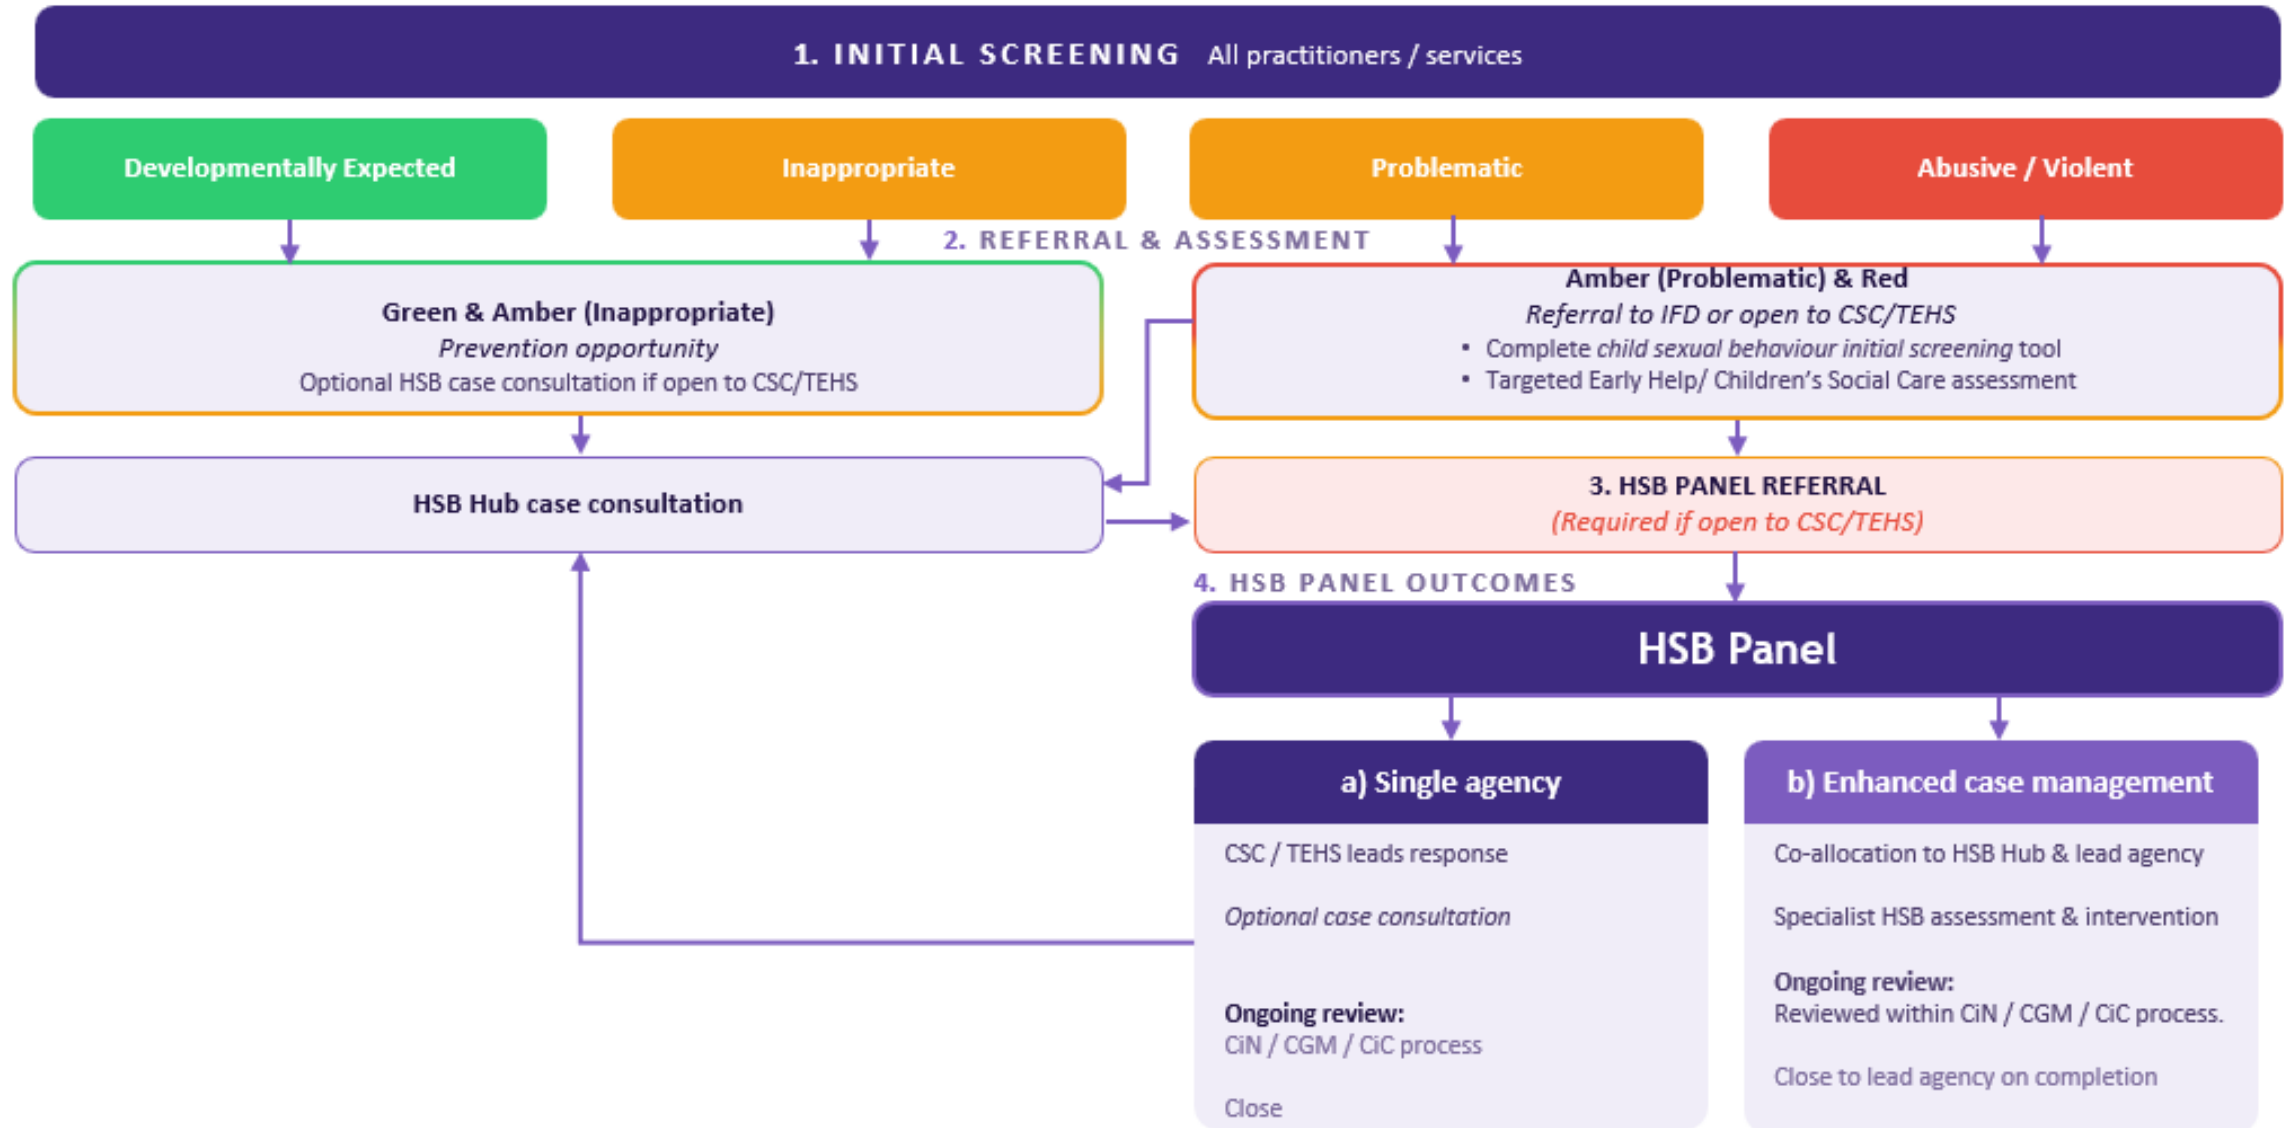 1. INITIAL SCREENING All practitioners / services
Developmentally Expected
Inappropriate
Problematic
Abusive / Violent
2. REFERRAL & ASSESSMENT
Green & Amber (Inappropriate)
Prevention opportunity
Optional HSB case consultation if open to CSC/TEHS
Amber (Problematic) & Red
Referral to IFD or open to CSC/TEHS
• Complete child sexual behaviour initial screening tool
• Targeted Early Help/ Children's Social Care assessment
HSB Hub case consultation
3. HSB PANEL REFERRAL
(Required if open to CSC/TEHS)
4. HSB PANEL OUTCOMES
HSB Panel
a) Single agency
CSC / TEHS leads response
Optional case consultation
Ongoing review:
CiN / CGM / CiC process
Close
b) Enhanced case management
Co-allocation to HSB Hub & lead agency
Specialist HSB assessment & intervention
Ongoing review:
Reviewed within CiN / CGM / CiC process.
Close to lead agency on completion